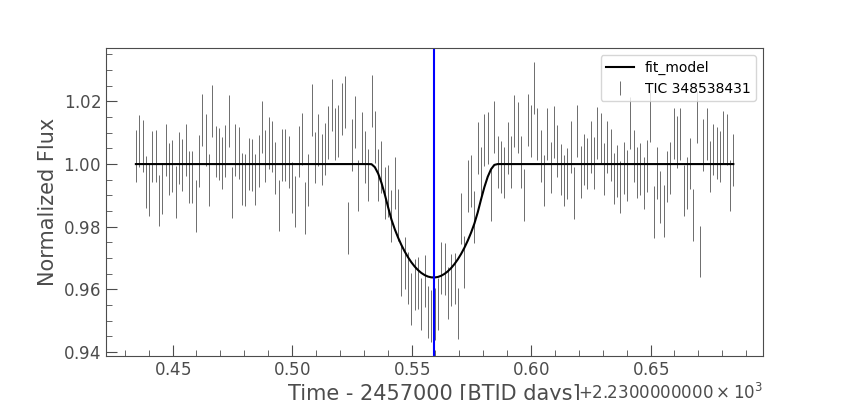 fit_model
TIC 348538431
1.02
1.00
0.98
0.96
0.94
Normalized Flux
0.45
0.50
0.55
0.60
0.65
Time - 2457000 [BTJD days]
+2.2300000000×10³